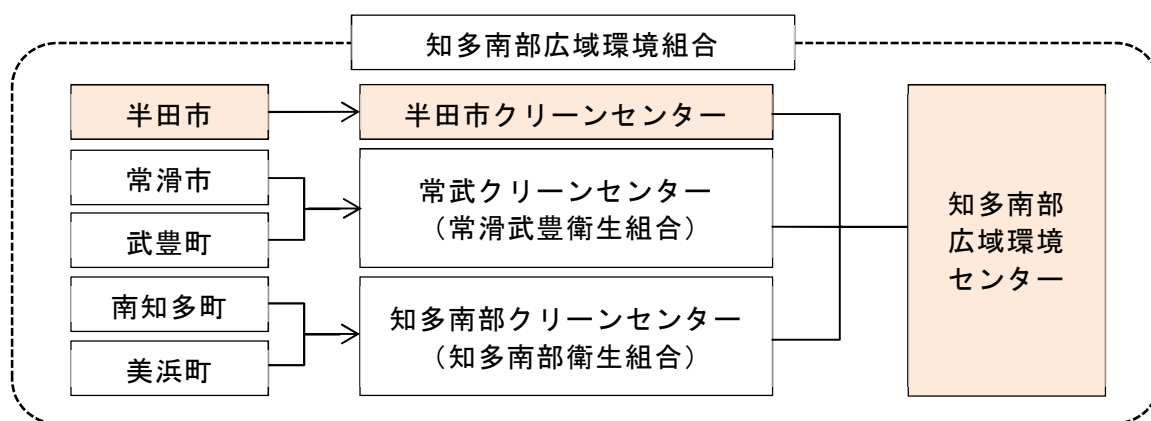 知多南部広域環境組合
半田市
半田市クリーンセンター
常滑市
武豊町
常武クリーンセンター
（常滑武豊衛生組合）
南知多町
美浜町
知多南部クリーンセンター
（知多南部衛生組合）
知多南部
広域環境
センター